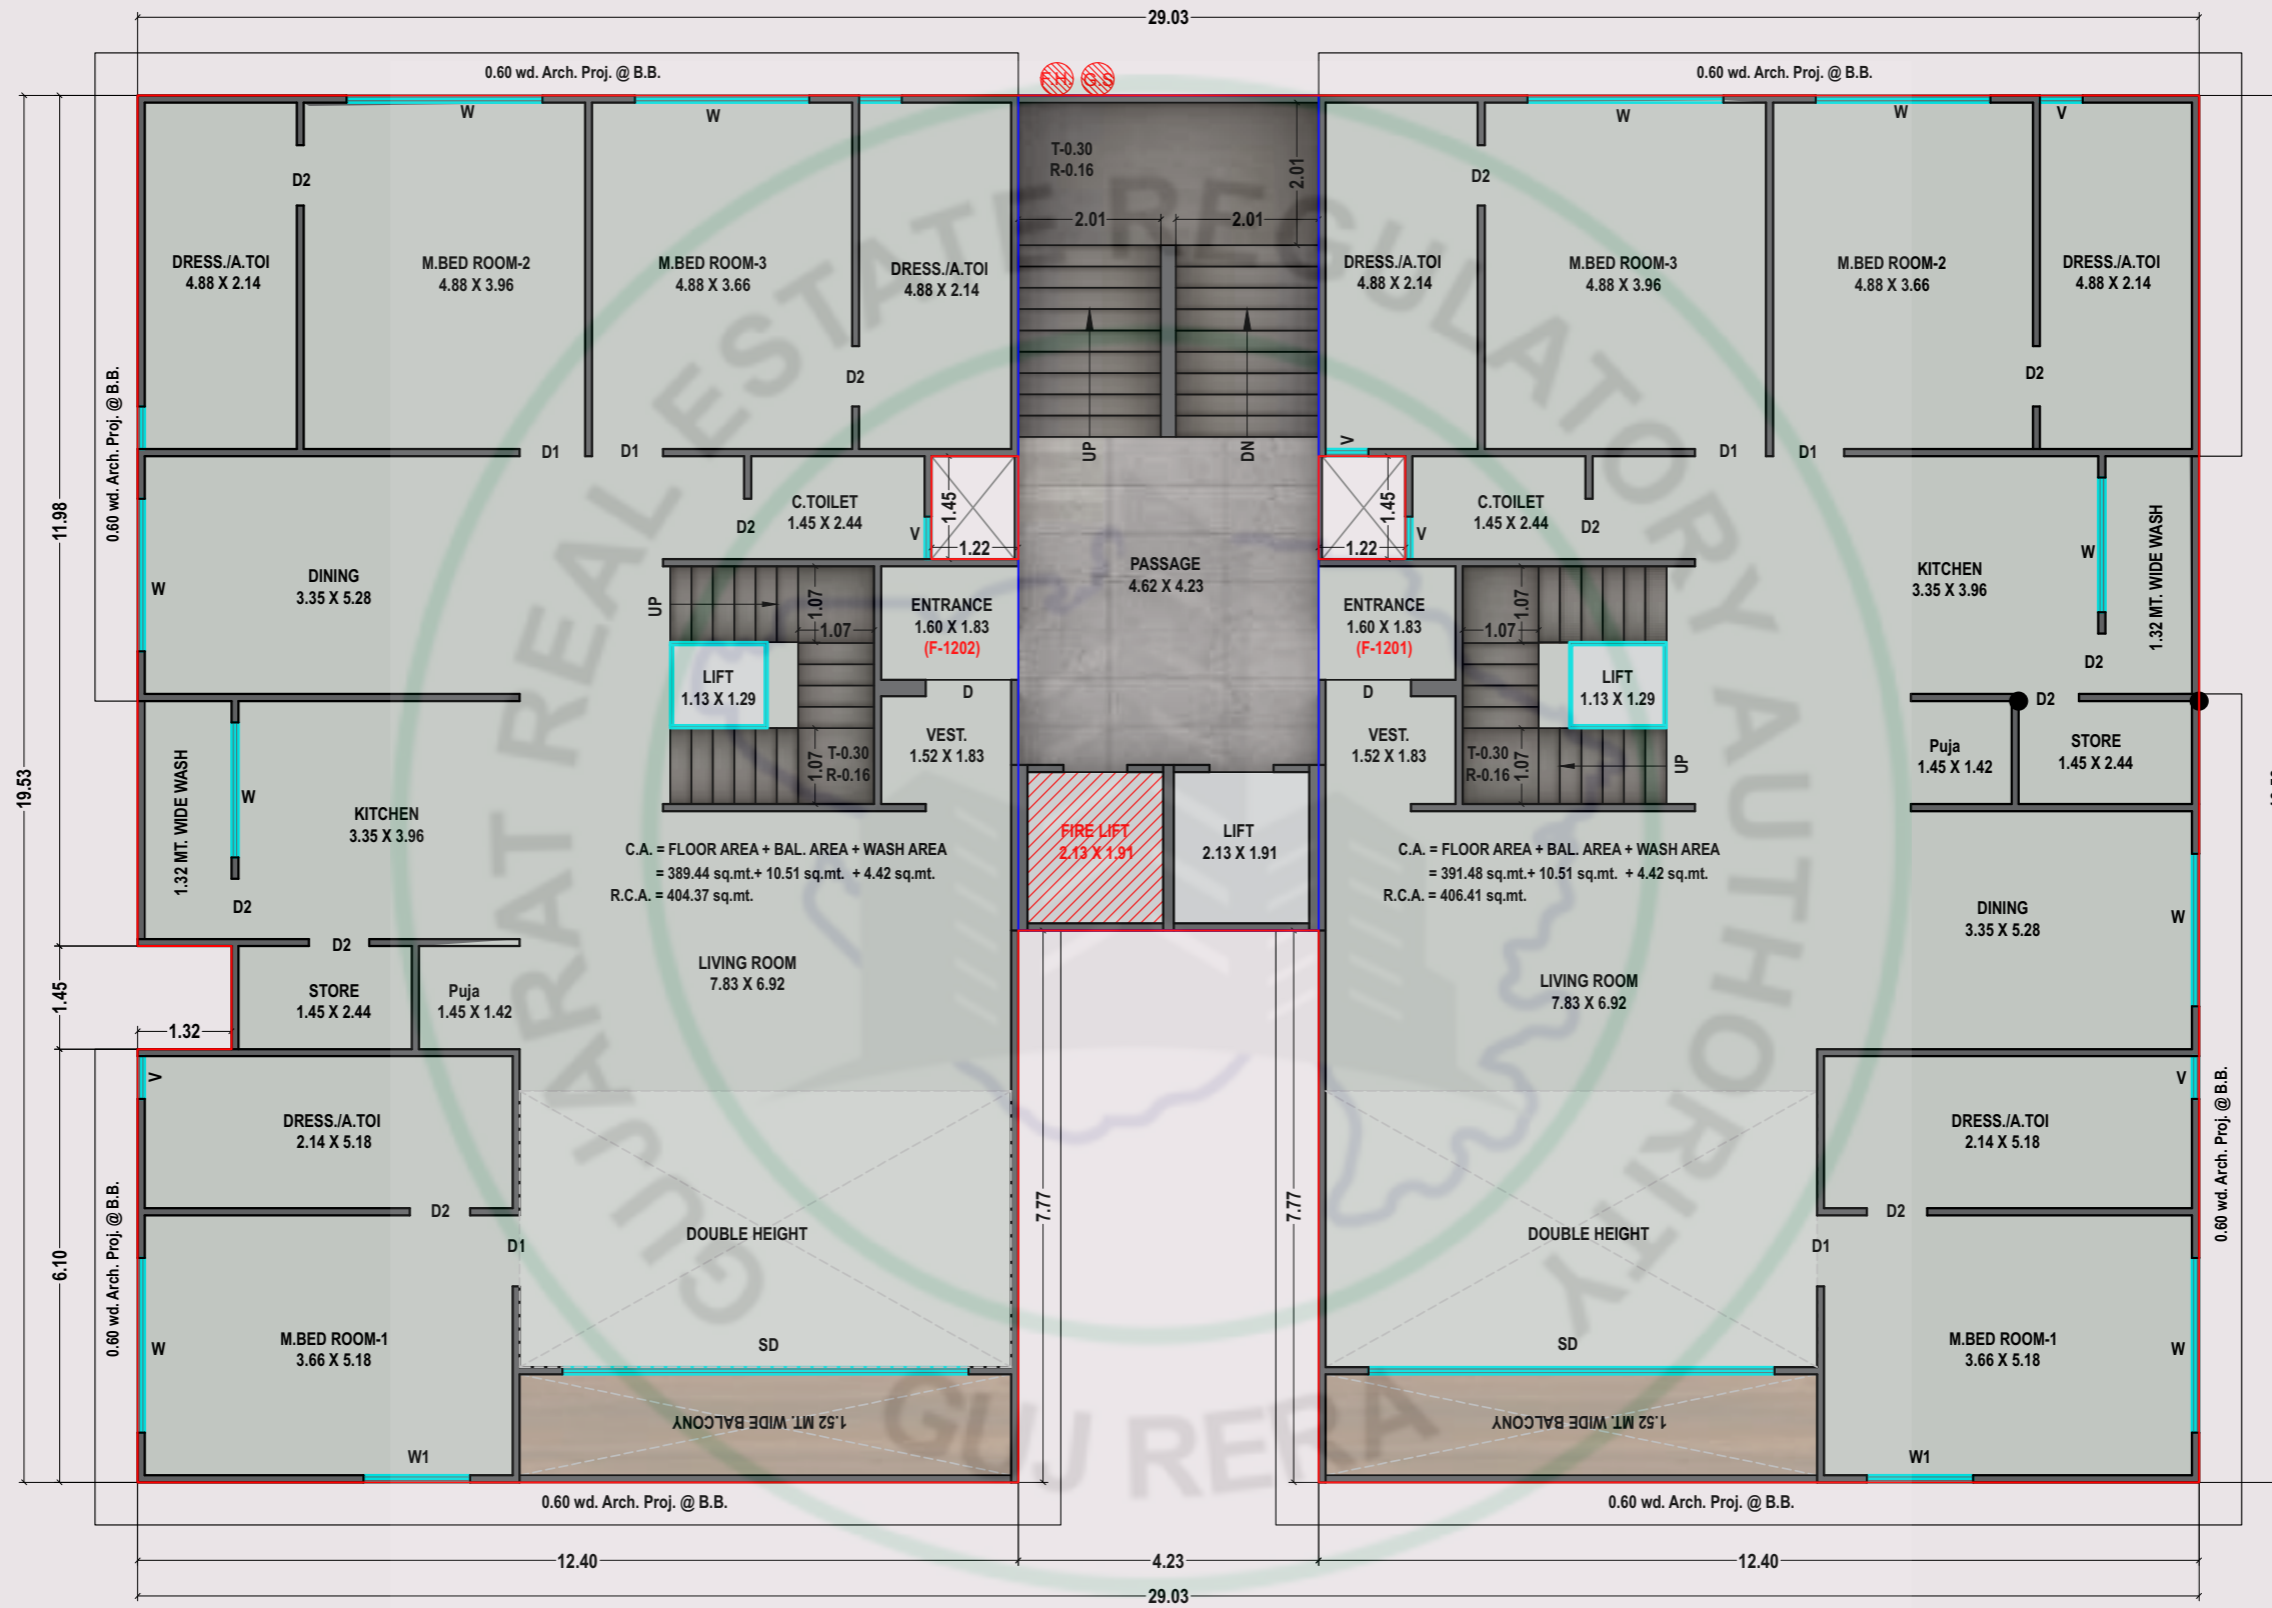 29.03
0.60 wd. Arch. Proj. @ B.B.
F.H.
G.S
0.60 wd. Arch. Proj. @ B.B.
W
W
W
W
V
T-0.30
R-0.16
2.01
D2
D2
2.01
2.01
DRESS./A.TOI
4.88 X 2.14
M.BED ROOM-2
4.88 X 3.96
M.BED ROOM-3
4.88 X 3.66
DRESS./A.TOI
4.88 X 2.14
DRESS./A.TOI
4.88 X 2.14
M.BED ROOM-3
4.88 X 3.96
M.BED ROOM-2
4.88 X 3.66
DRESS./A.TOI
4.88 X 2.14
0.60 wd. Arch. Proj. @ B.B.
D2
D2
D1
D1
UP
DN
V
D1
D1
11.98
C.TOILET
1.45 X 2.44
D2
V
1.45
1.22
1.45
1.22
V
C.TOILET
1.45 X 2.44
D2
PASSAGE
4.62 X 4.23
DINING
3.35 X 5.28
W
UP
1.07
1.07
ENTRANCE
1.60 X 1.83
(F-1202)
ENTRANCE
1.60 X 1.83
(F-1201)
1.07
1.07
KITCHEN
3.35 X 3.96
W
1.32 MT. WIDE WASH
D2
LIFT
1.13 X 1.29
D
D
LIFT
1.13 X 1.29
D2
VEST.
1.52 X 1.83
VEST.
1.52 X 1.83
T-0.30
R-0.16
1.07
T-0.30
R-0.16
1.07
UP
Puja
1.45 X 1.42
STORE
1.45 X 2.44
19.53
1.32 MT. WIDE WASH
W
KITCHEN
3.35 X 3.96
D2
FIRE LIFT
2.13 X 1.91
LIFT
2.13 X 1.91
C.A. = FLOOR AREA + BAL. AREA + WASH AREA
= 389.44 sq.mt.+ 10.51 sq.mt. + 4.42 sq.mt.
R.C.A. = 404.37 sq.mt.
C.A. = FLOOR AREA + BAL. AREA + WASH AREA
= 391.48 sq.mt.+ 10.51 sq.mt. + 4.42 sq.mt.
R.C.A. = 406.41 sq.mt.
DINING
3.35 X 5.28
W
D2
LIVING ROOM
7.83 X 6.92
LIVING ROOM
7.83 X 6.92
1.45
1.32
STORE
1.45 X 2.44
Puja
1.45 X 1.42
V
V
DRESS./A.TOI
2.14 X 5.18
DRESS./A.TOI
2.14 X 5.18
0.60 wd. Arch. Proj. @ B.B.
D2
D2
7.77
7.77
D1
D1
DOUBLE HEIGHT
DOUBLE HEIGHT
6.10
0.60 wd. Arch. Proj. @ B.B.
W
M.BED ROOM-1
3.66 X 5.18
SD
SD
M.BED ROOM-1
3.66 X 5.18
W
1.52 MT. WIDE BALCONY
1.52 MT. WIDE BALCONY
W1
W1
0.60 wd. Arch. Proj. @ B.B.
0.60 wd. Arch. Proj. @ B.B.
12.40
4.23
12.40
29.03
GUJARAT REAL ESTATE REGULATORY AUTHORITY
GUJ RERA